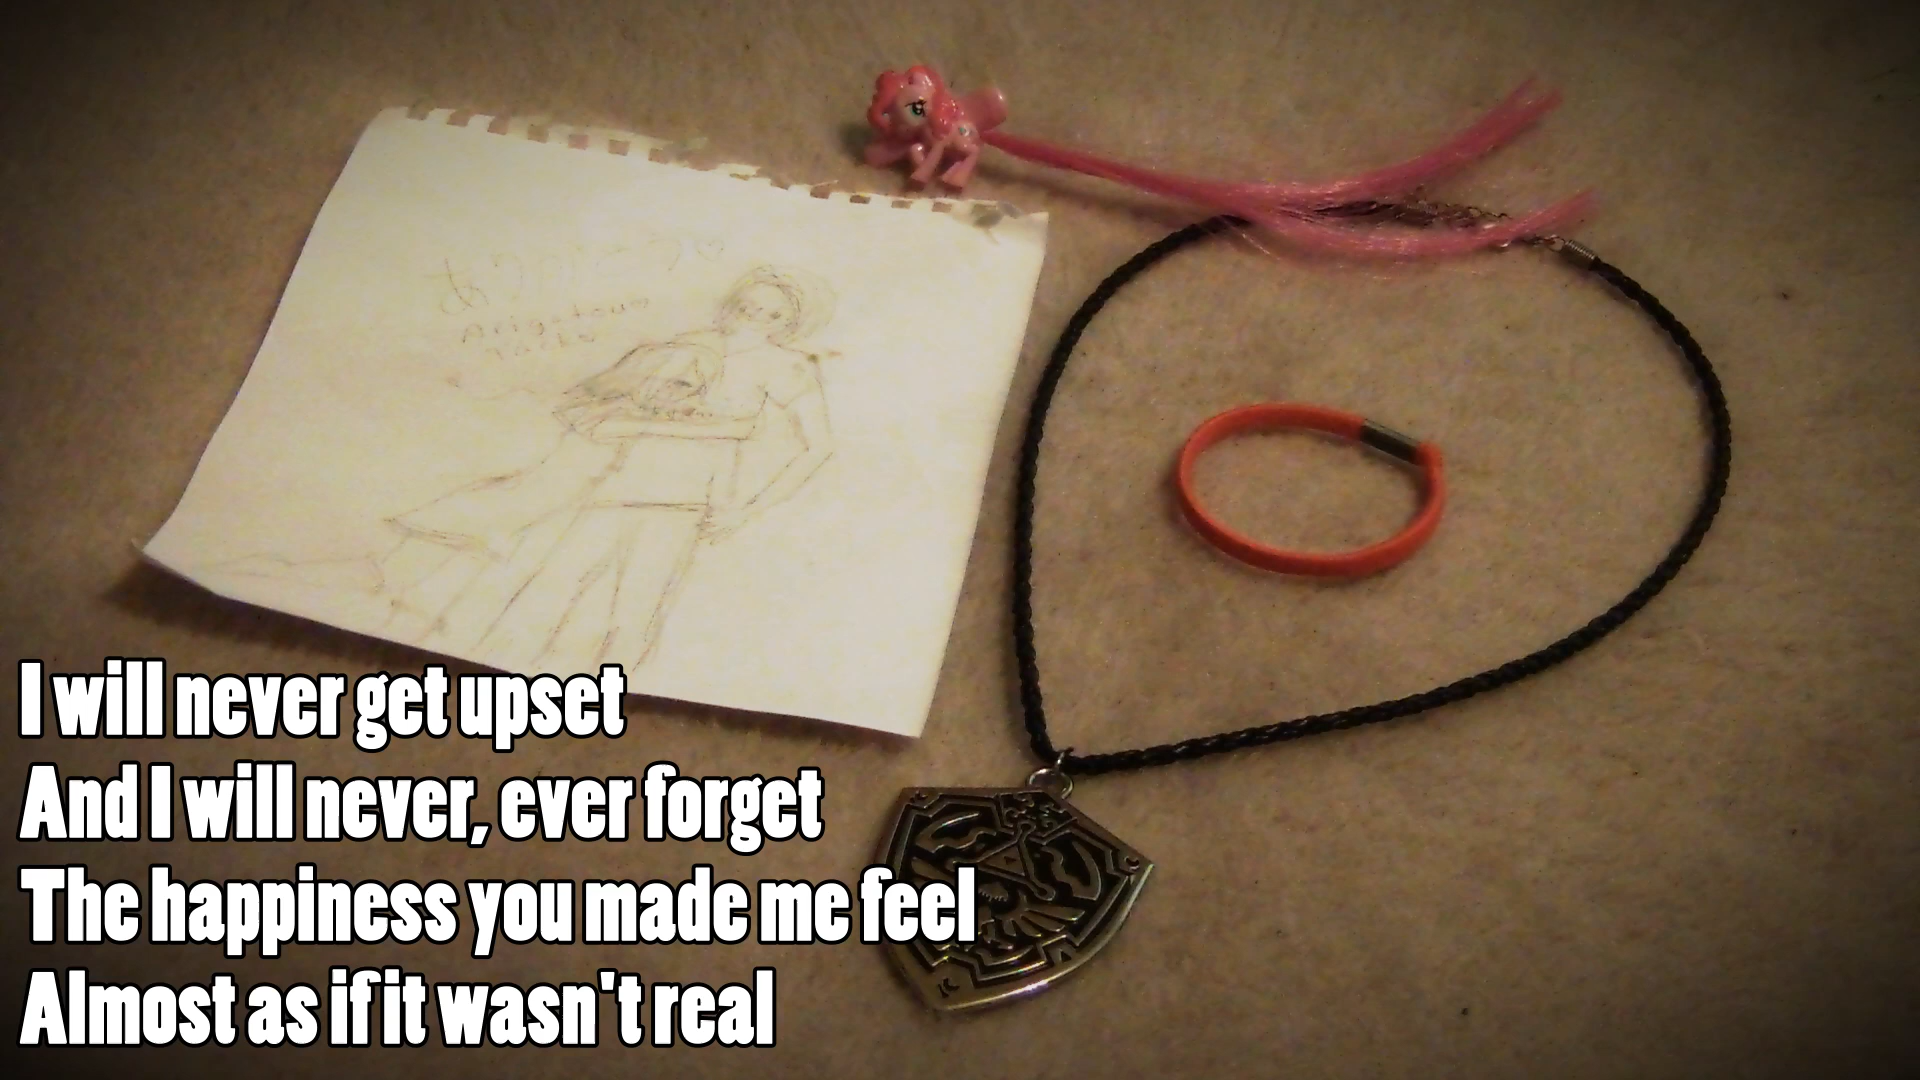 I will never get upset
And I will never, ever forget
The happiness you made me feel
Almost as if it wasn't real